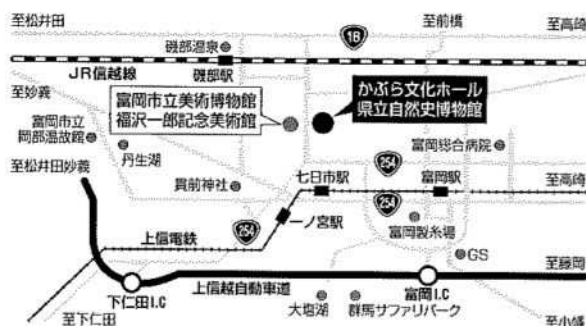 至松井田
至前橋
至高崎
磯部温泉
18
JR信越線
磯部駅
至妙義
富岡市立美術博物館
福沢一郎記念美術館
かぶら文化ホール
県立自然史博物館
富岡市立
岡部温故館
丹生湖
富岡総合病院
至松井田妙義
貫前神社
254
七日市駅
富岡駅
至高崎
254
254
一ノ宮駅
富岡製糸場
上信電鉄
GS
至藤岡
下仁田I.C
上信越自動車道
富岡I.C
至下仁田
大塩湖
群馬サファリパーク
至小幡